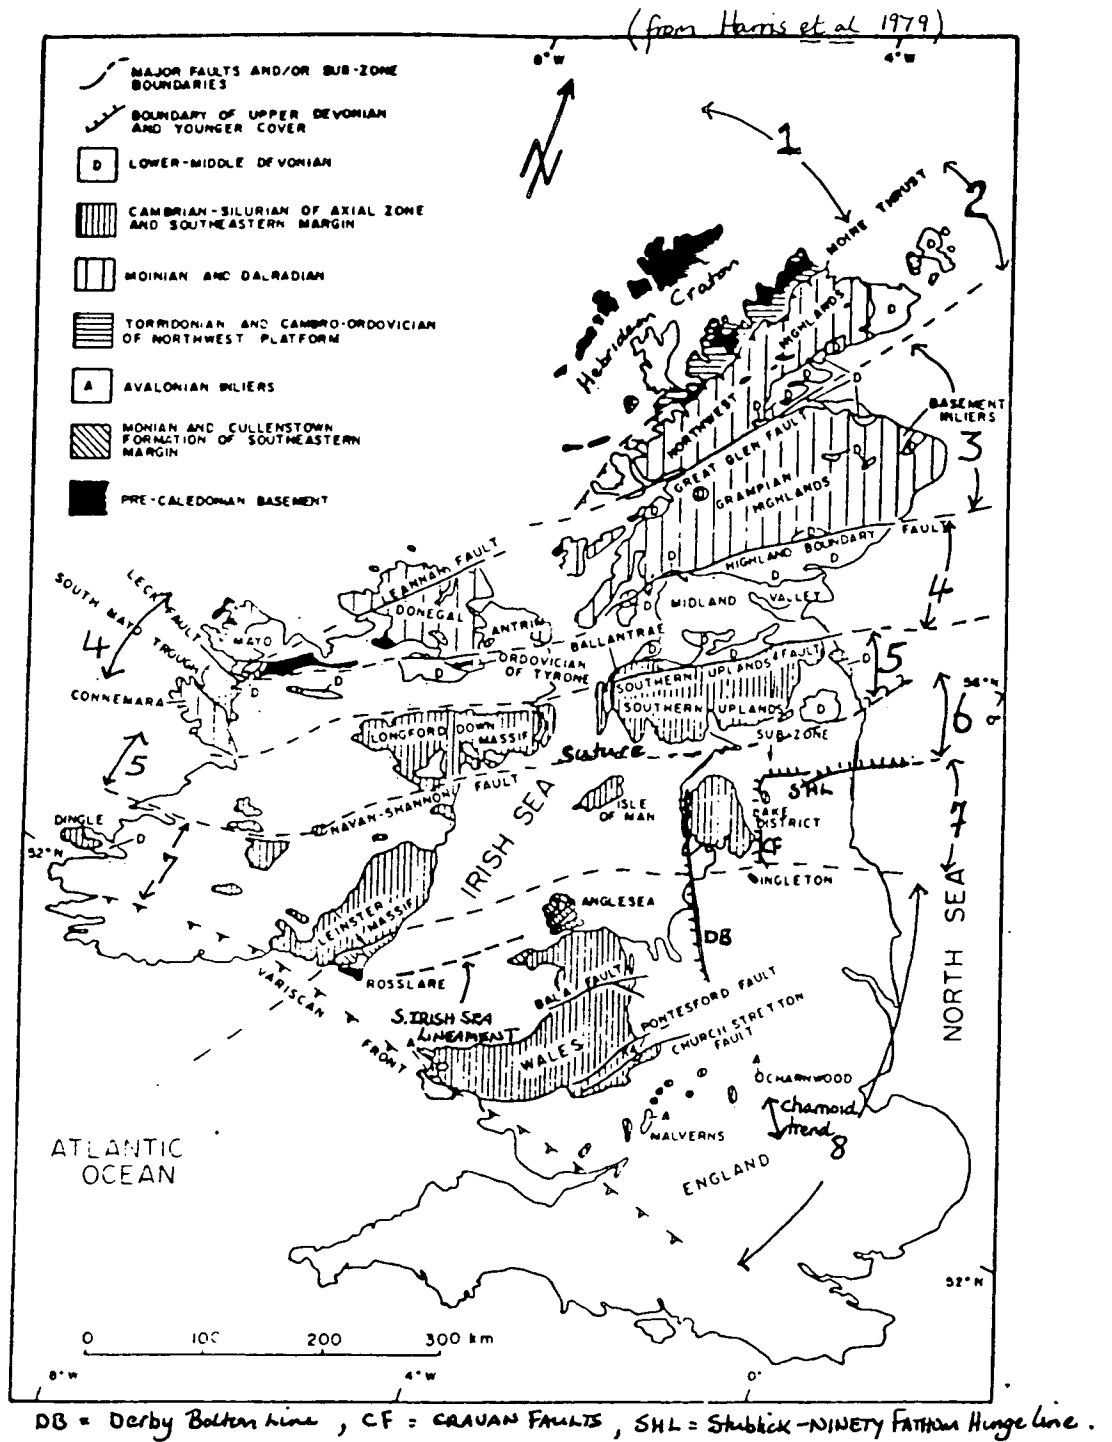 (from Harris et al 1979)
8°W
4°W
MAJOR FAULTS AND/OR SUB-ZONE
BOUNDARIES
BOUNDARY OF UPPER DEVONIAN
AND YOUNGER COVER
D LOWER-MIDDLE DEVONIAN
CAMBRIAN-SILURIAN OF AXIAL ZONE
AND SOUTHEASTERN MARGIN
MOINIAN AND DALRADIAN
TORRIDONIAN AND CAMBRO-ORDOVICIAN
OF NORTHWEST PLATFORM
A AVALONIAN INLIERS
MONIAN AND CULLENSTOWN
FORMATION OF SOUTHEASTERN
MARGIN
PRE-CALEDONIAN BASEMENT
N
1
2
MOINE THRUST
Hebridean Craton
NORTHWEST HIGHLANDS
GREAT GLEN FAULT
GRAMPIAN
HIGHLANDS
BASEMENT
INLIERS
3
HIGHLAND BOUNDARY FAULT
MIDLAND VALLEY
4
LEANNAN FAULT
LECK FAULT
SOUTH MAYO TROUGH
4
MAYO
DONEGAL
ANTRIM
BALLANTRAE
ORDOVICIAN
OF TYRONE
CONNEMARA
SOUTHERN UPLANDS FAULT
SOUTHERN UPLANDS
SUB-ZONE
5
56°N
6
LONGFORD DOWN
MASSIF
Suture
5
NAVAN-SHANNON FAULT
IRISH SEA
ISLE
OF MAN
SHL
LAKE
DISTRICT
CF
7
DINGLE
52°N
7
INGLETON
LEINSTER
MASSIF
ANGLESEA
DB
ROSSLARE
VARISCAN FRONT
S. IRISH SEA
LINEAMENT
BALA FAULT
WALES
PONTESFORD FAULT
CHURCH STRETTON
FAULT
NORTH SEA
A
CHARNWOOD
Charnoid
trend
8
A
MALVERNS
ENGLAND
ATLANTIC
OCEAN
52°N
0 100 200 300 km
8°W
4°W
0°
DB = Derby Bolton Line , CF = CRAVAN FAULTS , SHL = Stublick-NINETY FATHOM Hinge Line .